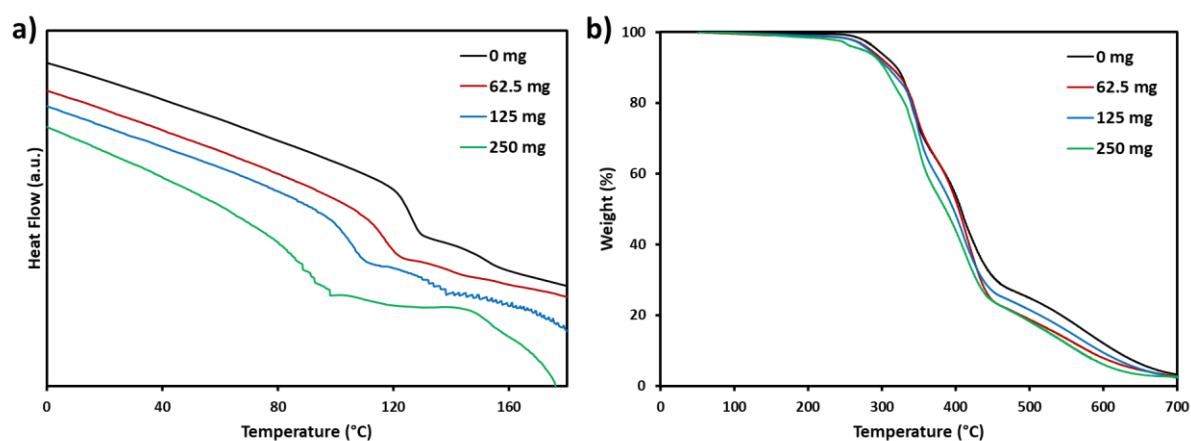 a)
0 mg
62.5 mg
125 mg
250 mg
Heat Flow (a.u.)
0
40
80
120
160
Temperature (°C)
b)
0 mg
62.5 mg
125 mg
250 mg
Weight (%)
100
80
60
40
20
0
0
100
200
300
400
500
600
700
Temperature (°C)